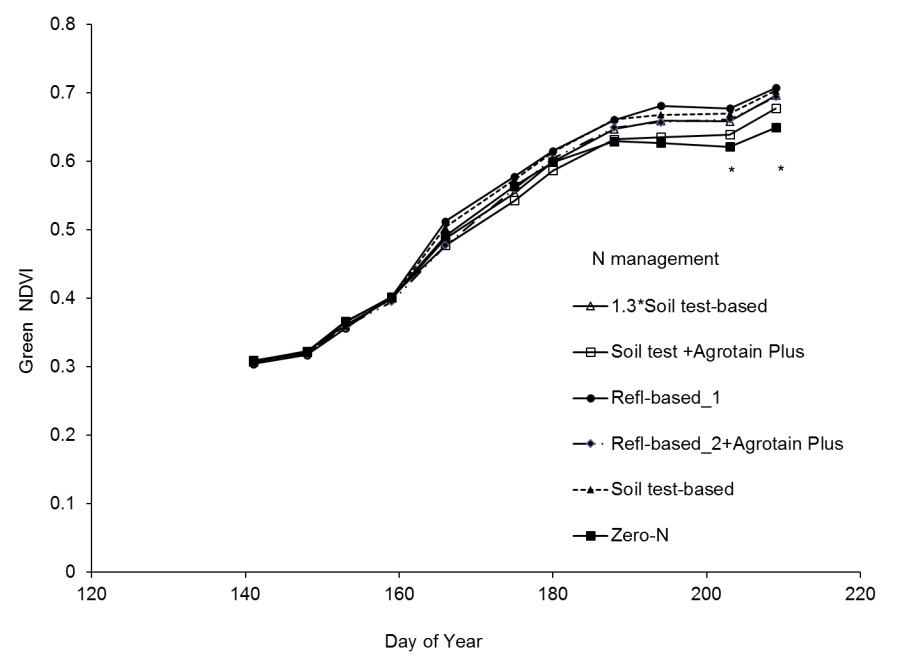 0.8
0.7
0.6
0.5
0.4
0.3
0.2
0.1
0
Green NDVI
120 140 160 180 200 220
Day of Year
* *
N management
1.3*Soil test-based
Soil test +Agrotain Plus
Refl-based_1
Refl-based_2+Agrotain Plus
Soil test-based
Zero-N